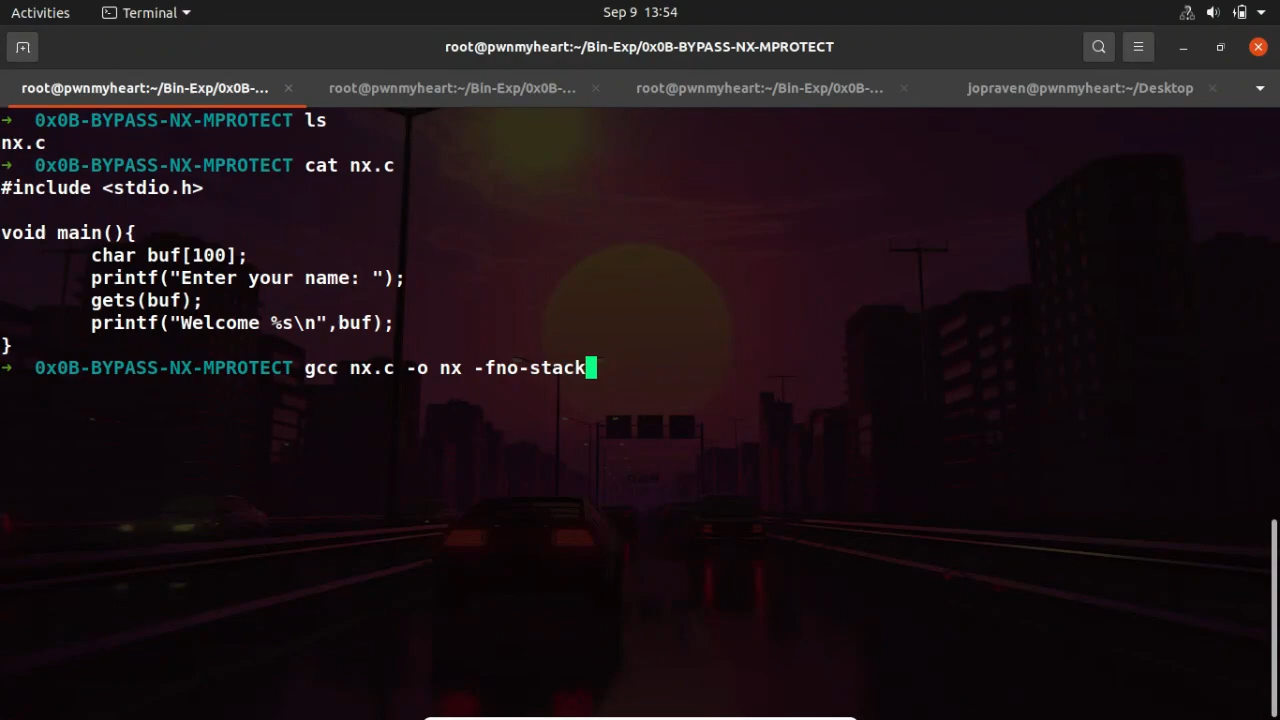 Activities
Terminal
Sep 9 13:54
root@pwnmyheart:~/Bin-Exp/0x0B-BYPASS-NX-MPROTECT
root@pwnmyheart:~/Bin-Exp/0x0B-...
root@pwnmyheart:~/Bin-Exp/0x0B-...
root@pwnmyheart:~/Bin-Exp/0x0B-...
jopraven@pwnmyheart:~/Desktop
→ 0x0B-BYPASS-NX-MPROTECT ls
nx.c
→ 0x0B-BYPASS-NX-MPROTECT cat nx.c
#include <stdio.h>
void main(){
char buf[100];
printf("Enter your name: ");
gets(buf);
printf("Welcome %s\n",buf);
}
→ 0x0B-BYPASS-NX-MPROTECT gcc nx.c -o nx -fno-stack